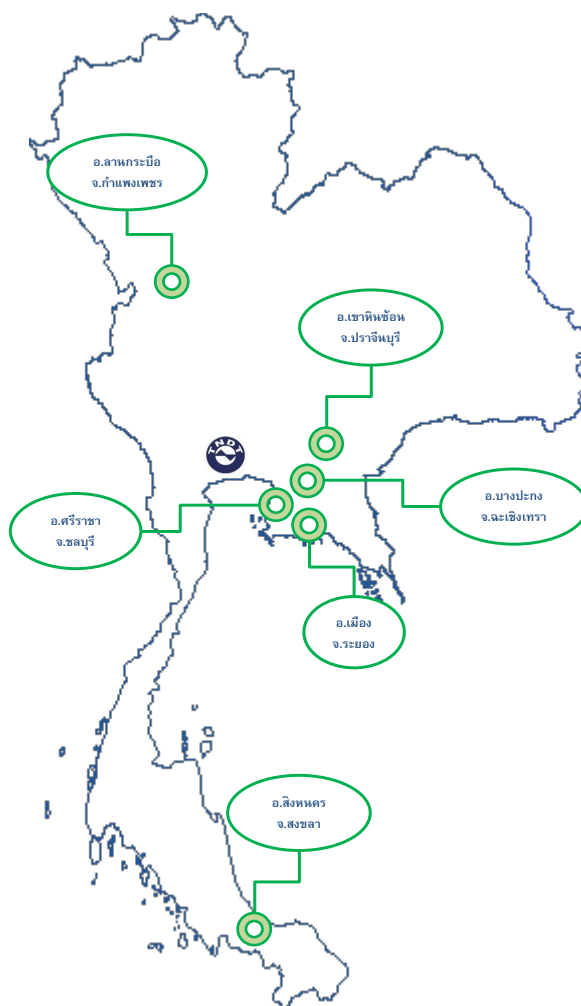 อ.ลานกระบือ
จ.กำแพงเพชร
อ.เขาหินซ้อน
จ.ปราจีนบุรี
TNDT
อ.บางปะกง
จ.ฉะเชิงเทรา
อ.ศรีราชา
จ.ชลบุรี
อ.เมือง
จ.ระยอง
อ.สิงหนคร
จ.สงขลา